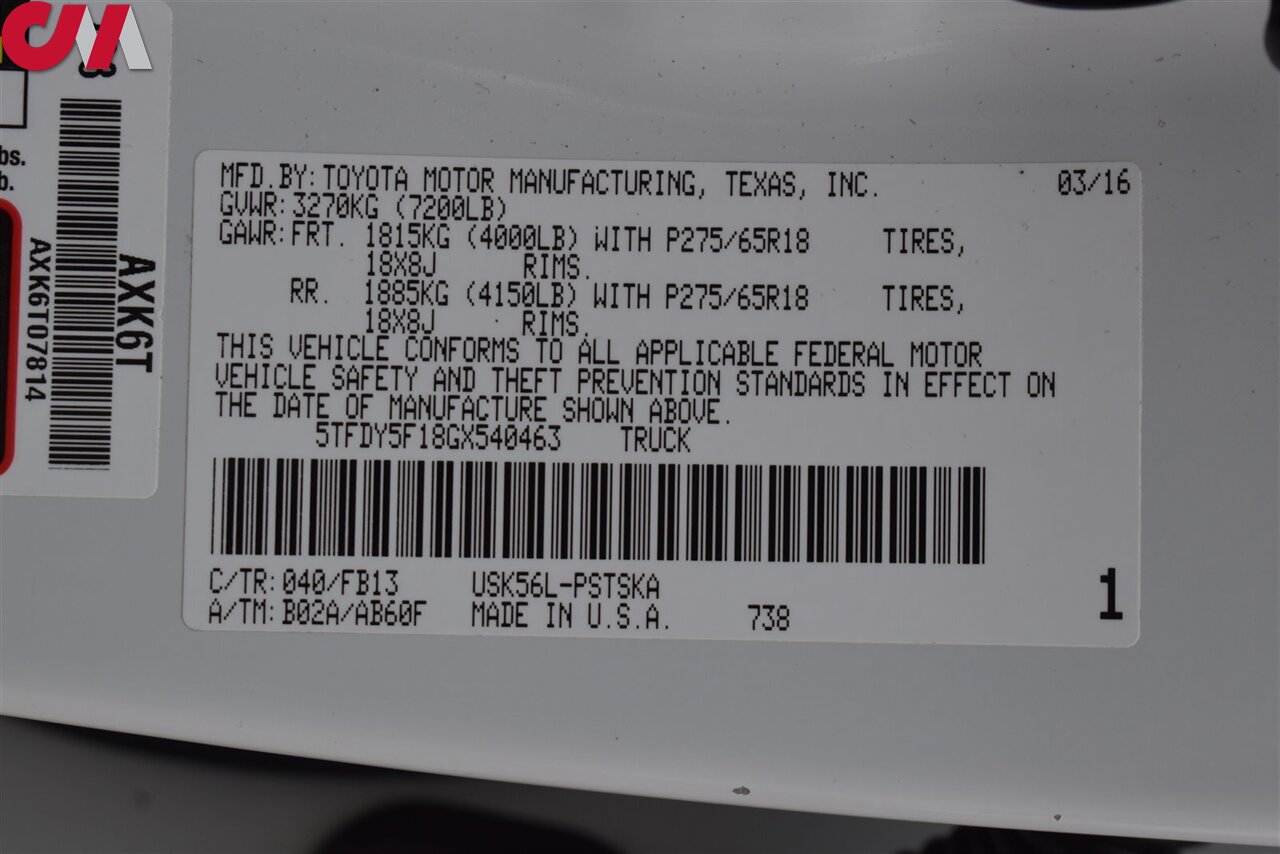 CM
bs.
b.
AXK6T
AXK6T07814
MFD.BY: TOYOTA MOTOR MANUFACTURING, TEXAS, INC. 03/16
GVWR: 3270KG (7200LB)
GAWR: FRT. 1815KG (4000LB) WITH P275/65R18 TIRES,
18X8J RIMS.
RR. 1885KG (4150LB) WITH P275/65R18 TIRES,
18X8J RIMS.
THIS VEHICLE CONFORMS TO ALL APPLICABLE FEDERAL MOTOR
VEHICLE SAFETY AND THEFT PREVENTION STANDARDS IN EFFECT ON
THE DATE OF MANUFACTURE SHOWN ABOVE.
5TFDY5F18GX540463 TRUCK
C/TR: 040/FB13 USK56L-PSTSKA
A/TM: B02A/AB60F MADE IN U.S.A. 738
1